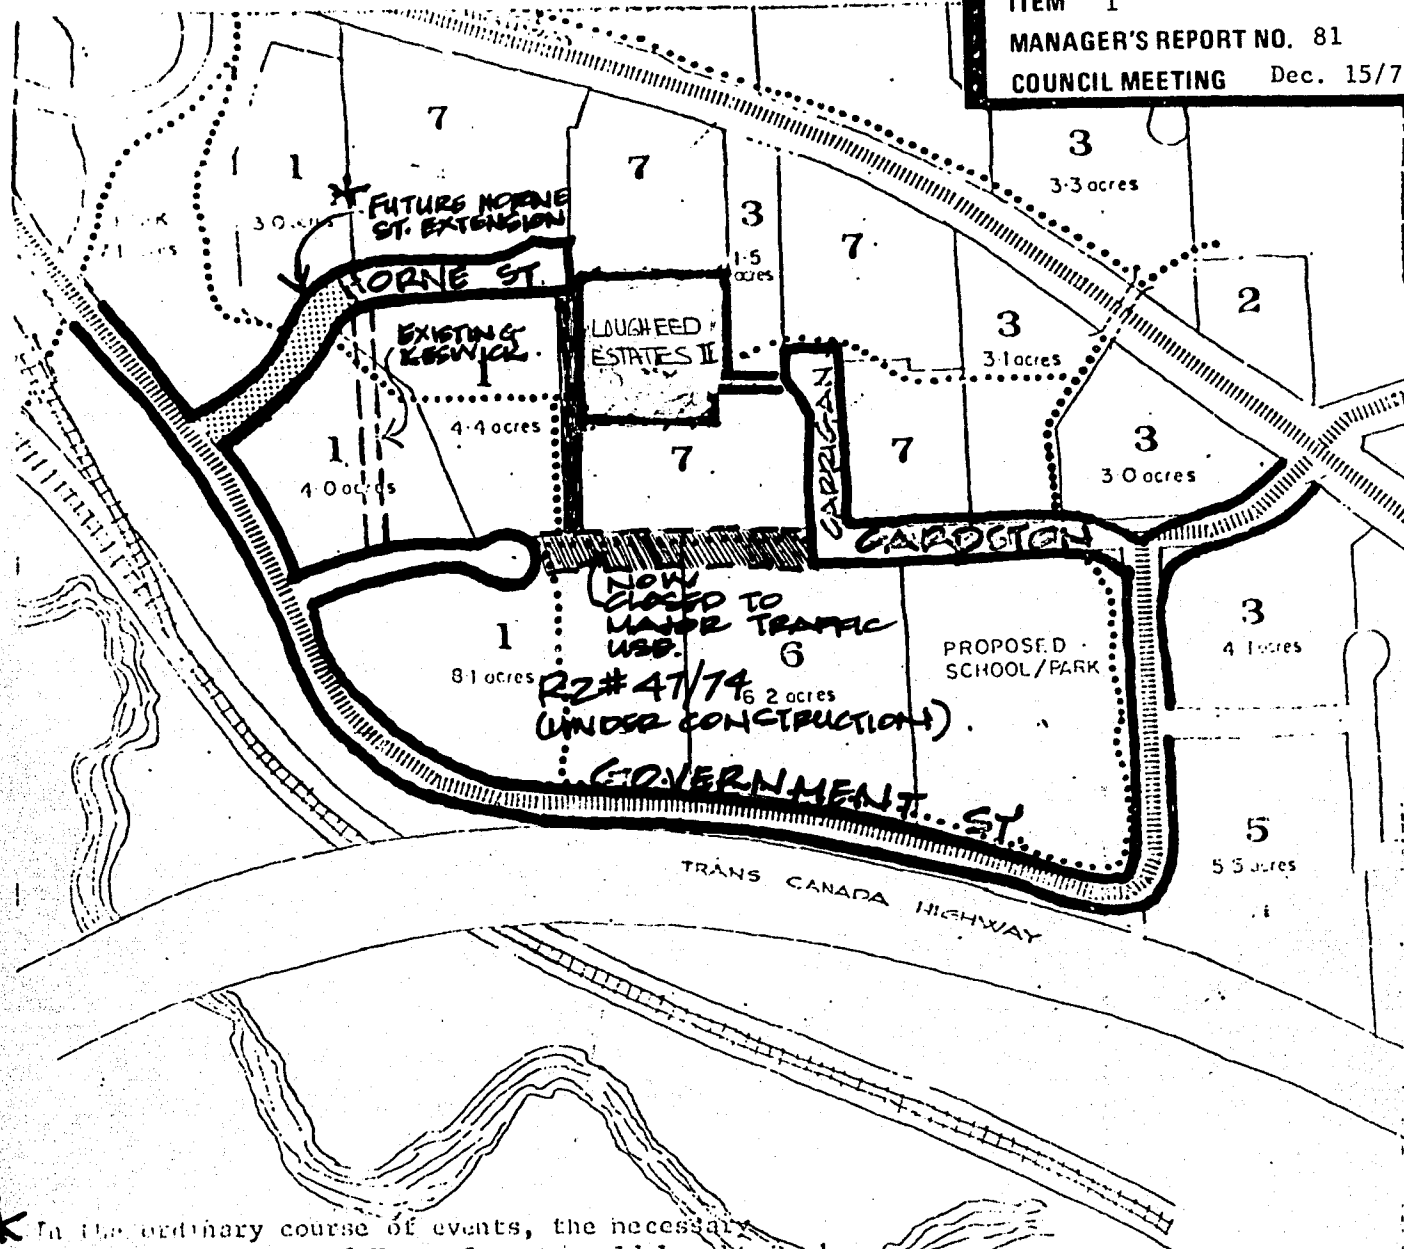 ITEM 1
MANAGER'S REPORT NO. 81
COUNCIL MEETING Dec. 15/7
7
1
7
3
3.3 acres
FUTURE HORNE
ST. EXTENSION
3
1.5
acres
7
HORNE ST.
2
EXISTING
KESWICK.
1
LOUGHEED
ESTATES II
3
3.1 acres
4.4 acres
CARRIGAN
1
4.0 acres
7
7
3
3.0 acres
CARDSTON
NOW
CLOSED TO
MAJOR TRAFFIC
USE.
1
8.1 acres
6
6.2 acres
PROPOSED
SCHOOL/PARK
3
4.1 acres
RZ# 47/74
(UNDER CONSTRUCTION)
GOVERNMENT ST.
5
5.5 acres
TRANS CANADA HIGHWAY
In the ordinary course of events, the necessary